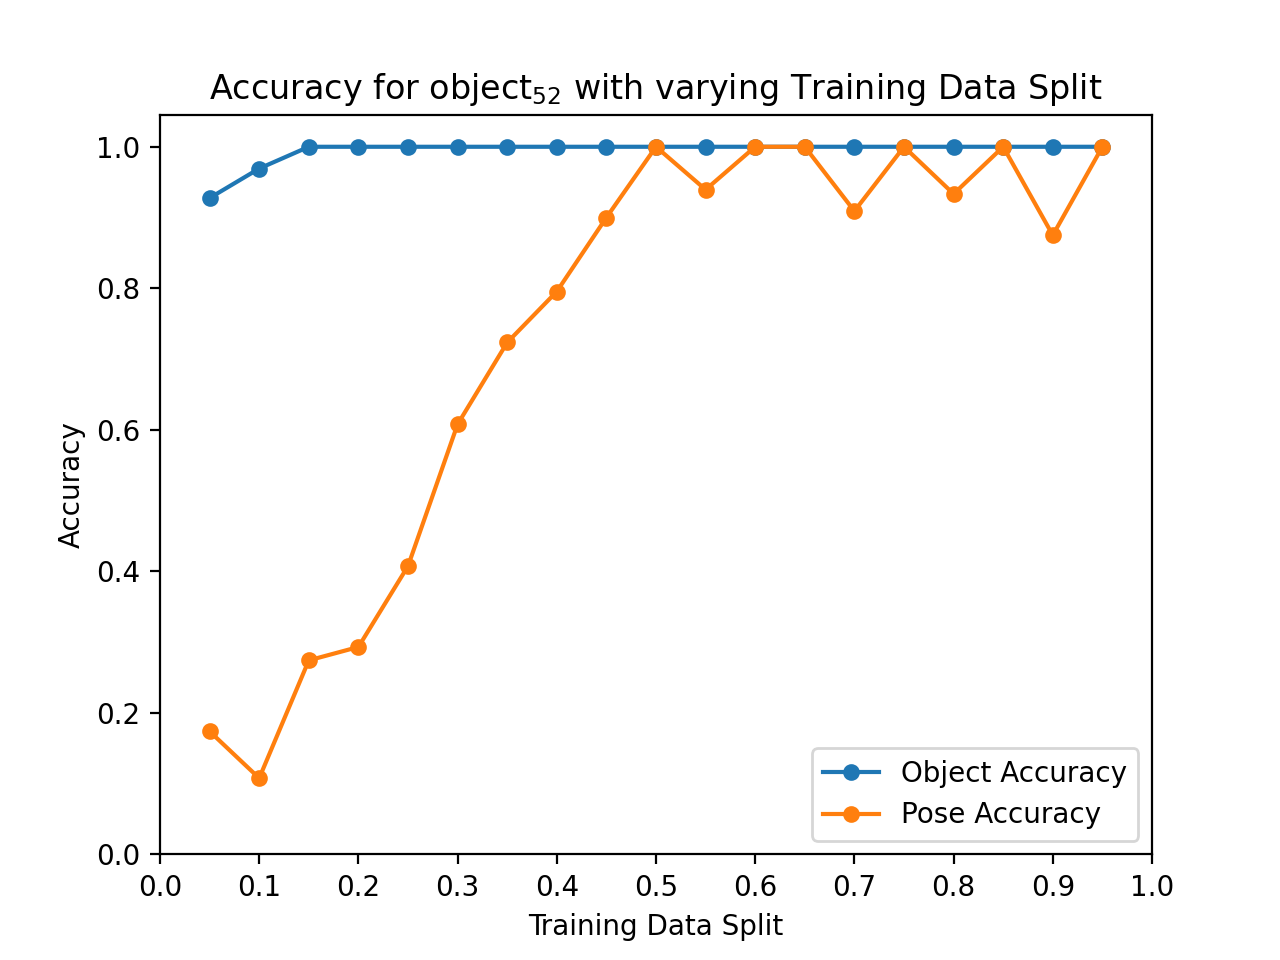 Accuracy for object₅₂ with varying Training Data Split
1.0
0.8
0.6
0.4
0.2
0.0
Accuracy
Object Accuracy
Pose Accuracy
0.0 0.1 0.2 0.3 0.4 0.5 0.6 0.7 0.8 0.9 1.0
Training Data Split